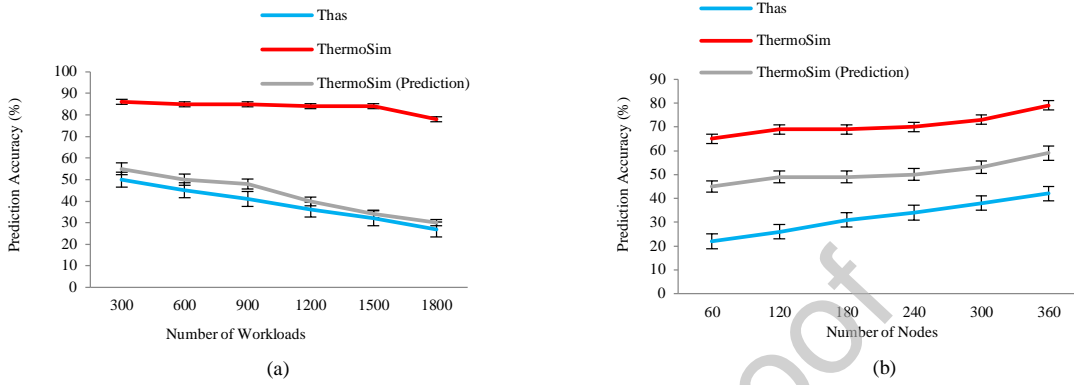 Thas
ThermoSim
ThermoSim (Prediction)
Prediction Accuracy (%)
100
90
80
70
60
50
40
30
20
10
0
300 600 900 1200 1500 1800
Number of Workloads
(a)
Thas
ThermoSim
ThermoSim (Prediction)
Prediction Accuracy (%)
90
80
70
60
50
40
30
20
10
0
60 120 180 240 300 360
Number of Nodes
(b)
oof